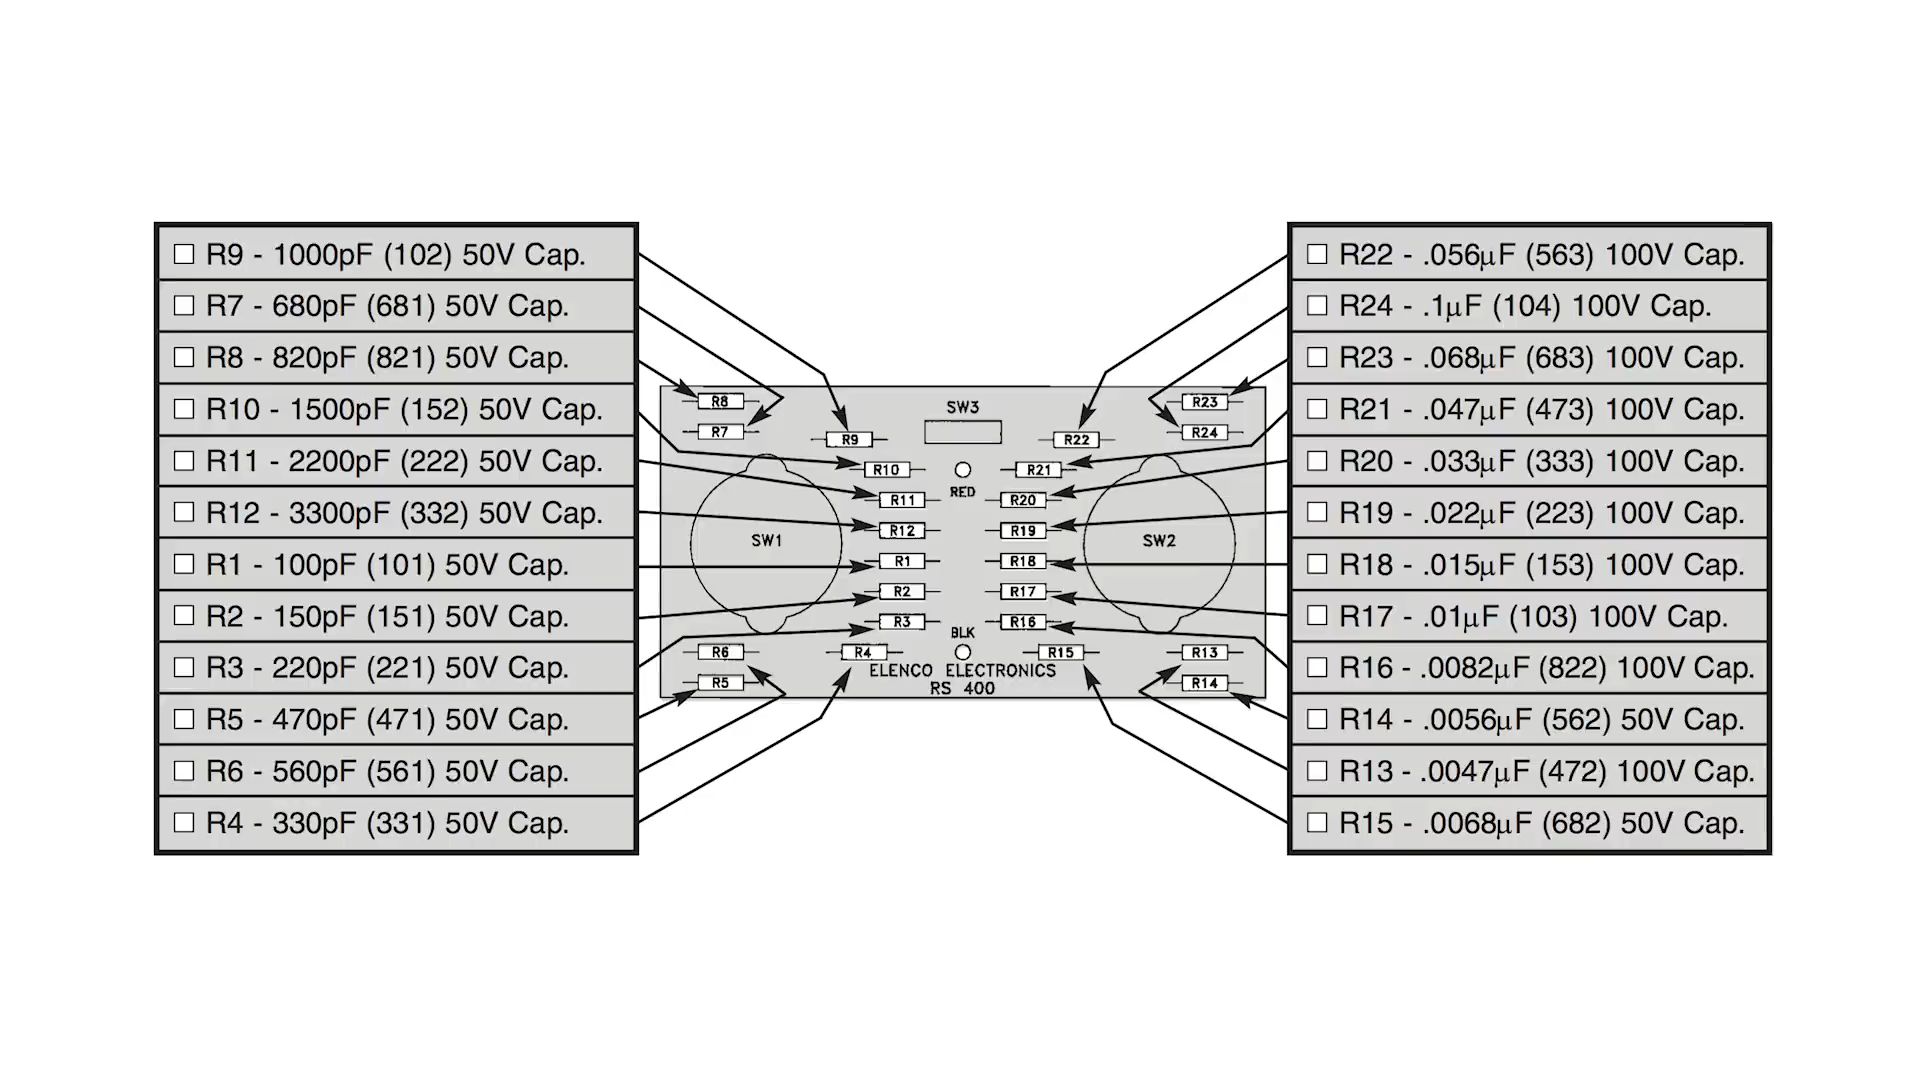 R9 - 1000pF (102) 50V Cap.
R7 - 680pF (681) 50V Cap.
R8 - 820pF (821) 50V Cap.
R10 - 1500pF (152) 50V Cap.
R11 - 2200pF (222) 50V Cap.
R12 - 3300pF (332) 50V Cap.
R1 - 100pF (101) 50V Cap.
R2 - 150pF (151) 50V Cap.
R3 - 220pF (221) 50V Cap.
R5 - 470pF (471) 50V Cap.
R6 - 560pF (561) 50V Cap.
R4 - 330pF (331) 50V Cap.
R8
R7
R9
R10
R11
R12
SW1
R1
R2
R3
R6
R4
R5
SW3
RED
BLK
ELENCO ELECTRONICS
RS 400
R23
R24
R22
R21
R20
R19
SW2
R18
R17
R16
R15
R13
R14
R22 - .056µF (563) 100V Cap.
R24 - .1µF (104) 100V Cap.
R23 - .068µF (683) 100V Cap.
R21 - .047µF (473) 100V Cap.
R20 - .033µF (333) 100V Cap.
R19 - .022µF (223) 100V Cap.
R18 - .015µF (153) 100V Cap.
R17 - .01µF (103) 100V Cap.
R16 - .0082µF (822) 100V Cap.
R14 - .0056µF (562) 50V Cap.
R13 - .0047µF (472) 100V Cap.
R15 - .0068µF (682) 50V Cap.